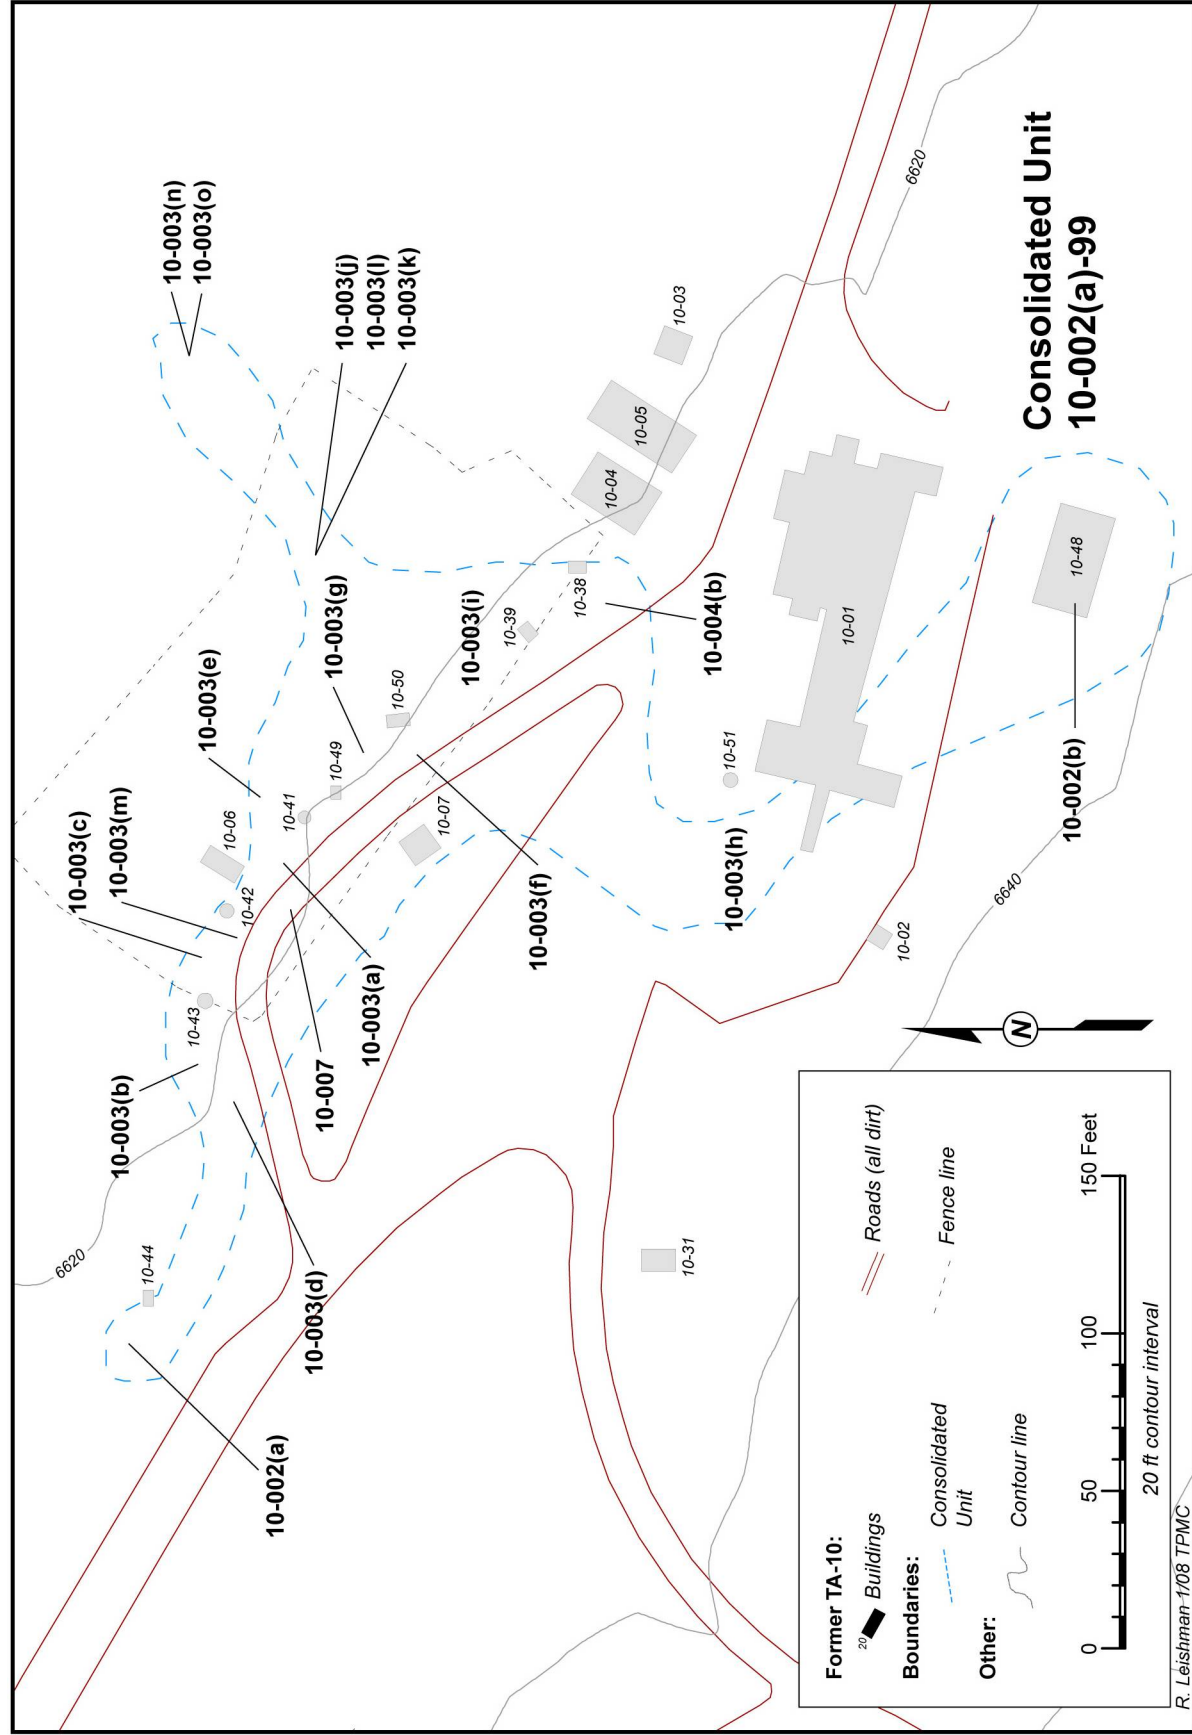 10-003(n)
10-003(o)
10-003(j)
10-003(l)
10-003(k)
10-003(c)
10-003(m)
10-003(e)
10-003(g)
10-003(i)
10-003(b)
10-003(a)
10-003(d)
10-003(f)
10-003(h)
10-007
10-002(a)
10-004(b)
10-002(b)
10-44
10-43
10-42
10-06
10-41
10-49
10-50
10-07
10-39
10-38
10-04
10-05
10-03
10-51
10-01
10-48
10-02
10-31
6620
6620
6640
Consolidated Unit
10-002(a)-99
N
Former TA-10:
20 Buildings
Roads (all dirt)
Boundaries:
Consolidated
Unit
Fence line
Other:
Contour line
0 50 100 150 Feet
20 ft contour interval
R. Leishman 1/08 TPMC